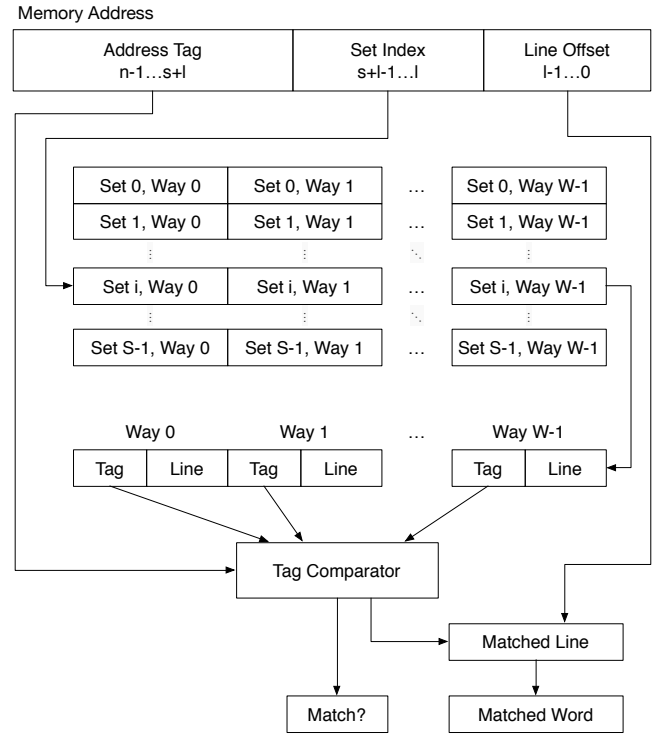 Memory Address
Address Tag Set Index Line Offset
n-1…s+l s+l-1…l l-1…0
Set 0, Way 0 Set 0, Way 1 … Set 0, Way W-1
Set 1, Way 0 Set 1, Way 1 … Set 1, Way W-1
⋮ ⋮ ⋱ ⋮
Set i, Way 0 Set i, Way 1 … Set i, Way W-1
⋮ ⋮ ⋱ ⋮
Set S-1, Way 0 Set S-1, Way 1 … Set S-1, Way W-1
Way 0 Way 1 … Way W-1
Tag Line Tag Line Tag Line
Tag Comparator
Matched Line
Match? Matched Word